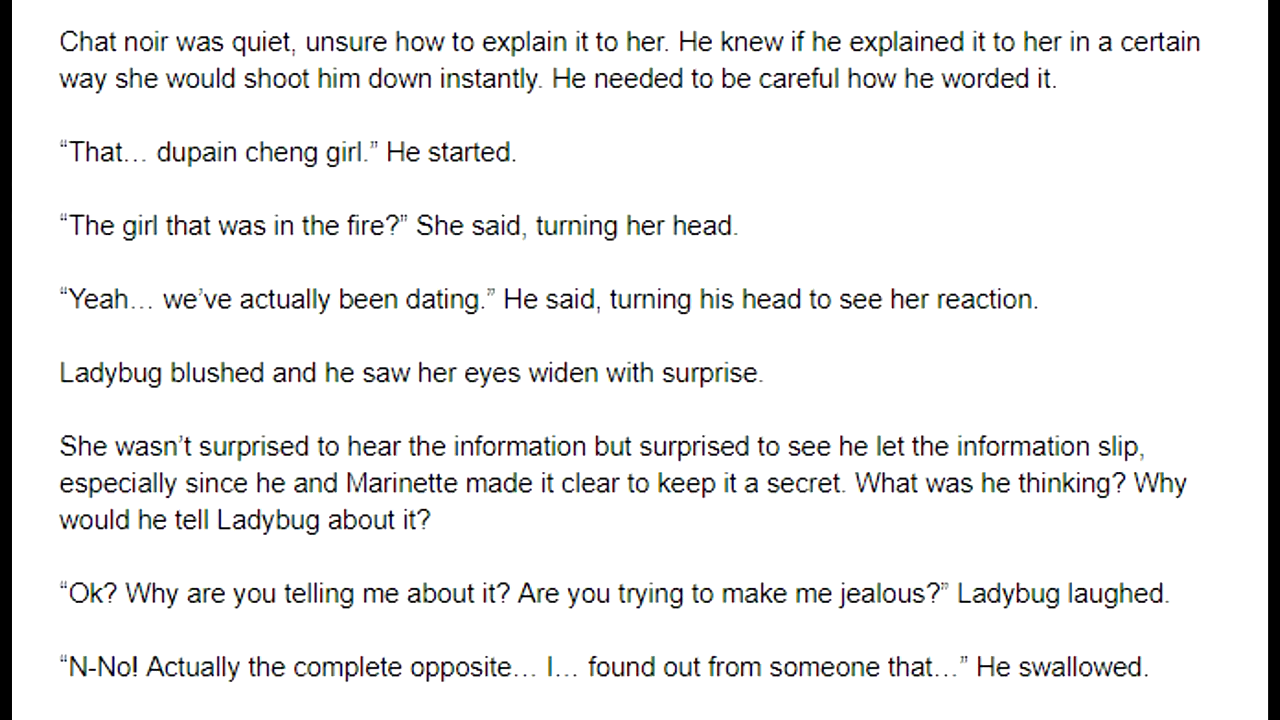 Chat noir was quiet, unsure how to explain it to her. He knew if he explained it to her in a certain
way she would shoot him down instantly. He needed to be careful how he worded it.
“That… dupain cheng girl.” He started.
“The girl that was in the fire?” She said, turning her head.
“Yeah… we’ve actually been dating.” He said, turning his head to see her reaction.
Ladybug blushed and he saw her eyes widen with surprise.
She wasn’t surprised to hear the information but surprised to see he let the information slip,
especially since he and Marinette made it clear to keep it a secret. What was he thinking? Why
would he tell Ladybug about it?
“Ok? Why are you telling me about it? Are you trying to make me jealous?” Ladybug laughed.
“N-No! Actually the complete opposite… I… found out from someone that…” He swallowed.